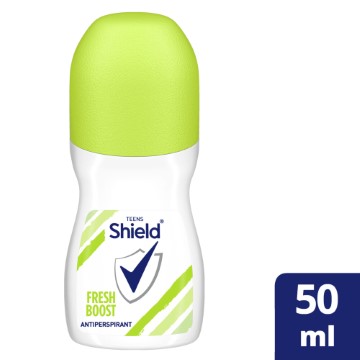 TEENS
Shield®
FRESH
BOOST
ANTIPERSPIRANT
50
ml